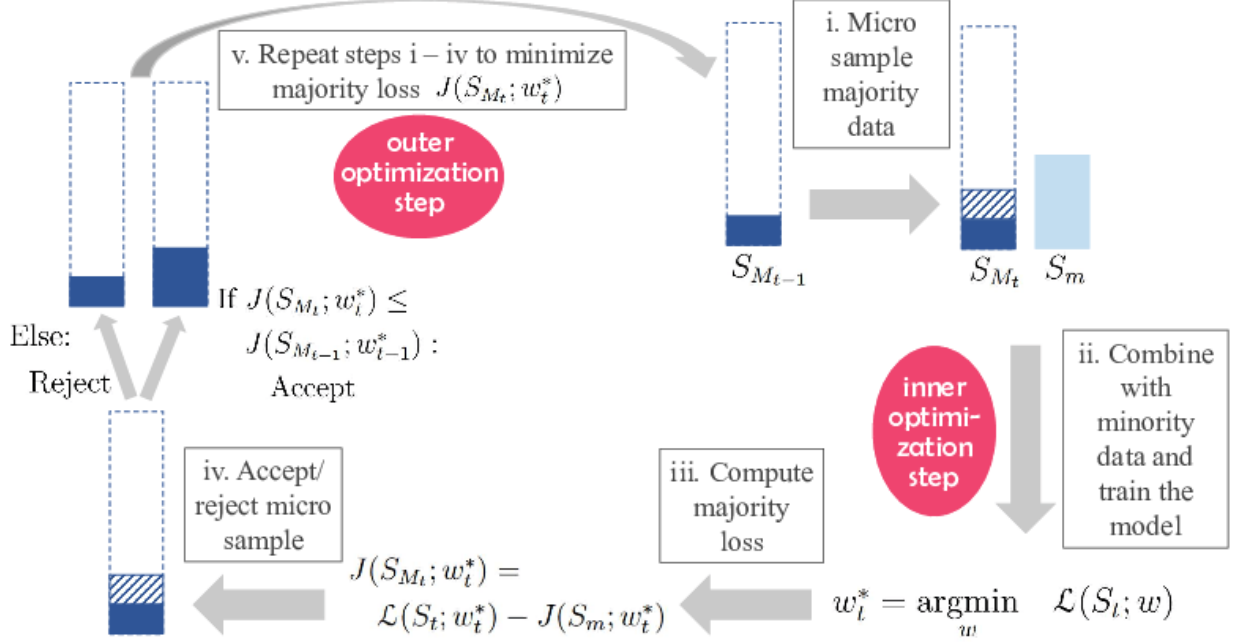 v. Repeat steps i – iv to minimize
majority loss J(S_{M_t}; w_t^*)
outer
optimization
step
i. Micro
sample
majority
data
S_{M_{t-1}}
S_{M_t}
S_m
If J(S_{M_t}; w_t^*) ≤
J(S_{M_{t-1}}; w_{t-1}^*) :
Accept
Else:
Reject
inner
optimi-
zation
step
ii. Combine
with
minority
data and
train the
model
iii. Compute
majority
loss
iv. Accept/
reject micro
sample
J(S_{M_t}; w_t^*) =
L(S_t; w_t^*) − J(S_m; w_t^*)
w_t^* = argmin L(S_t; w)
w